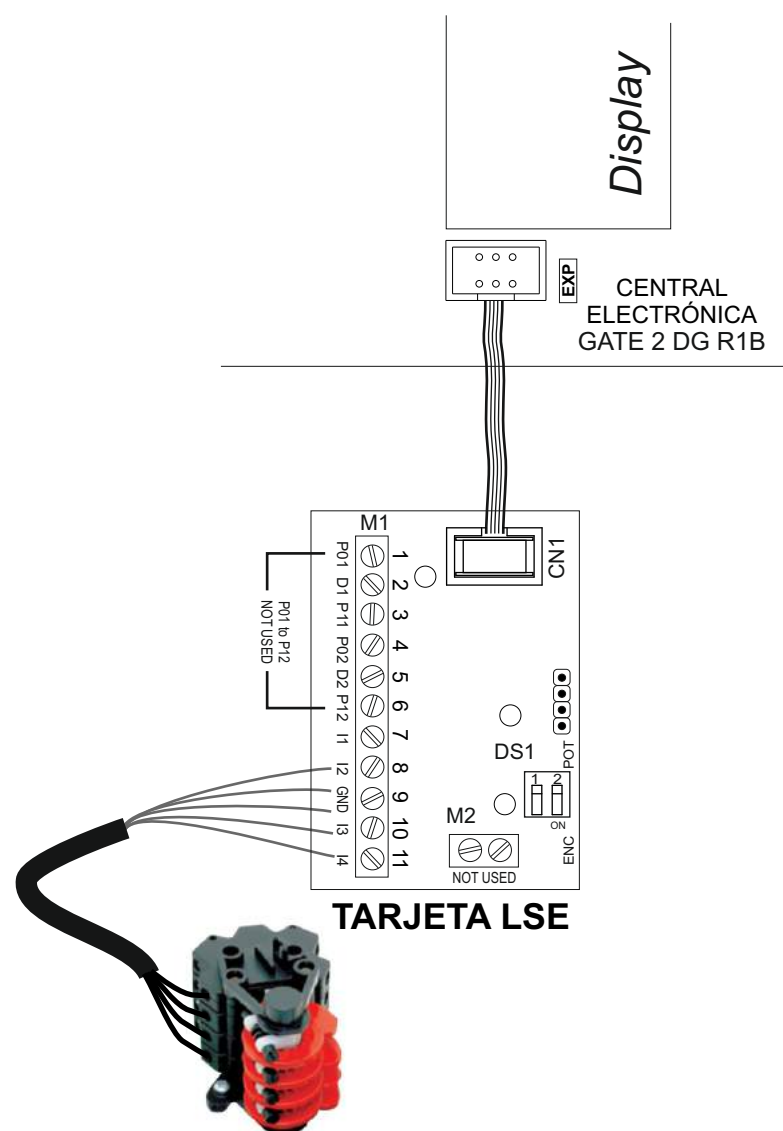 Display
EXP
CENTRAL
ELECTRÓNICA
GATE 2 DG R1B
M1
CN1
P01 1
D1 2
P11 3
P02 4
D2 5
P12 6
I1 7
I2 8
GND 9
I3 10
I4 11
P01 to P12
NOT USED
POT
DS1
1 2
ON
ENC
M2
NOT USED
TARJETA LSE